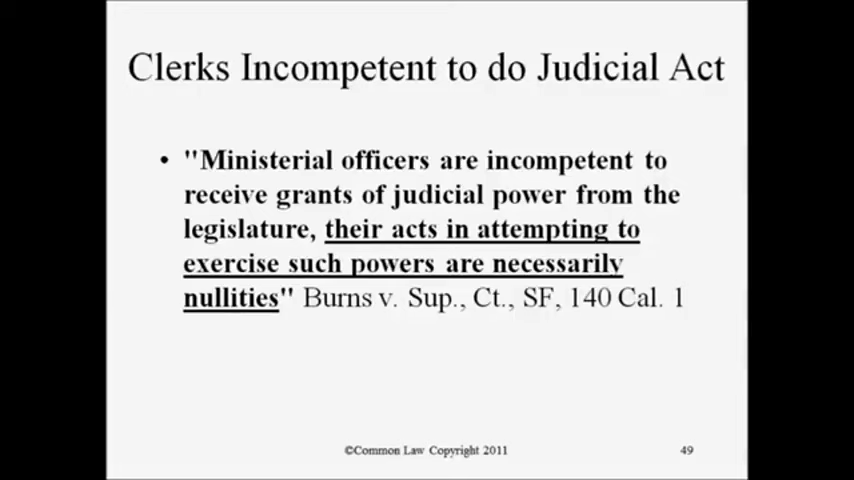 Clerks Incompetent to do Judicial Act
• "Ministerial officers are incompetent to
receive grants of judicial power from the
legislature, their acts in attempting to
exercise such powers are necessarily
nullities" Burns v. Sup., Ct., SF, 140 Cal. 1
©Common Law Copyright 2011
49